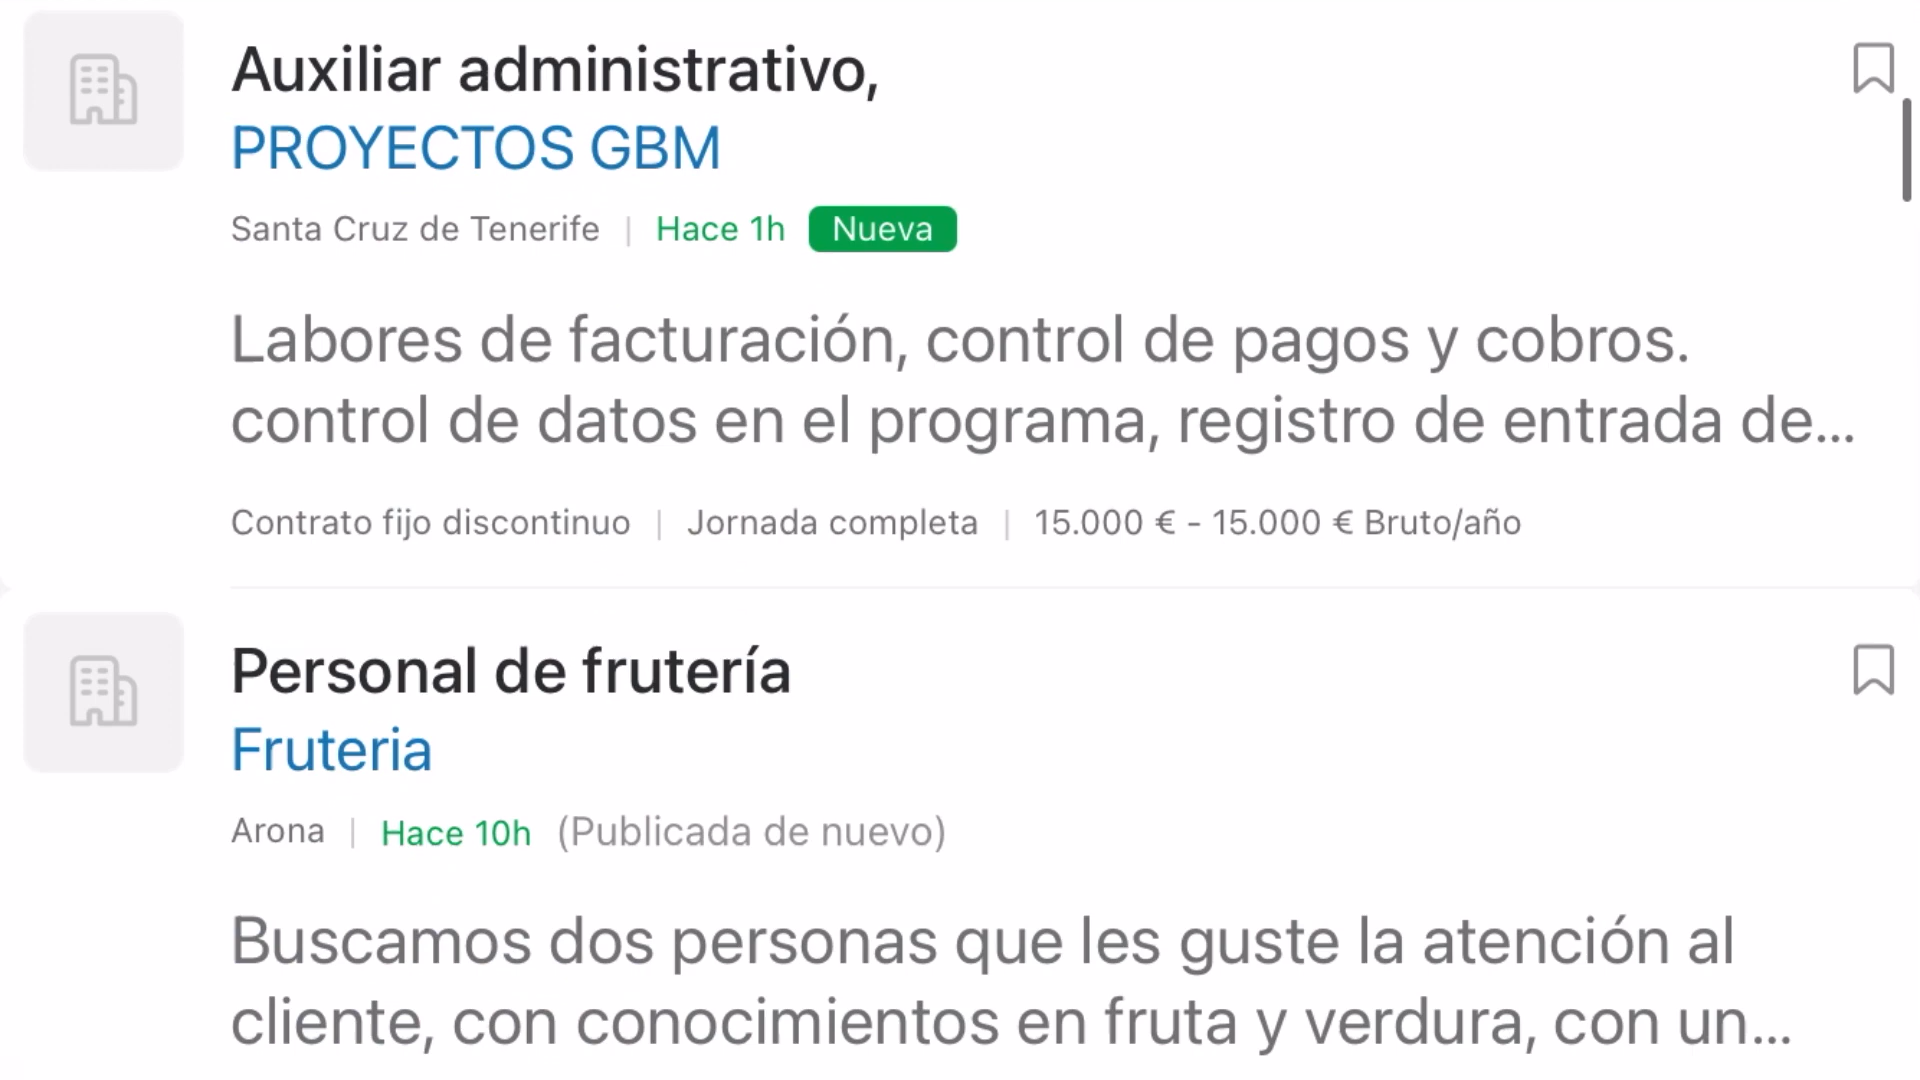 Auxiliar administrativo,
PROYECTOS GBM
Santa Cruz de Tenerife | Hace 1h Nueva
Labores de facturación, control de pagos y cobros.
control de datos en el programa, registro de entrada de...
Contrato fijo discontinuo | Jornada completa | 15.000 € - 15.000 € Bruto/año
Personal de frutería
Fruteria
Arona | Hace 10h (Publicada de nuevo)
Buscamos dos personas que les guste la atención al
cliente, con conocimientos en fruta y verdura, con un...